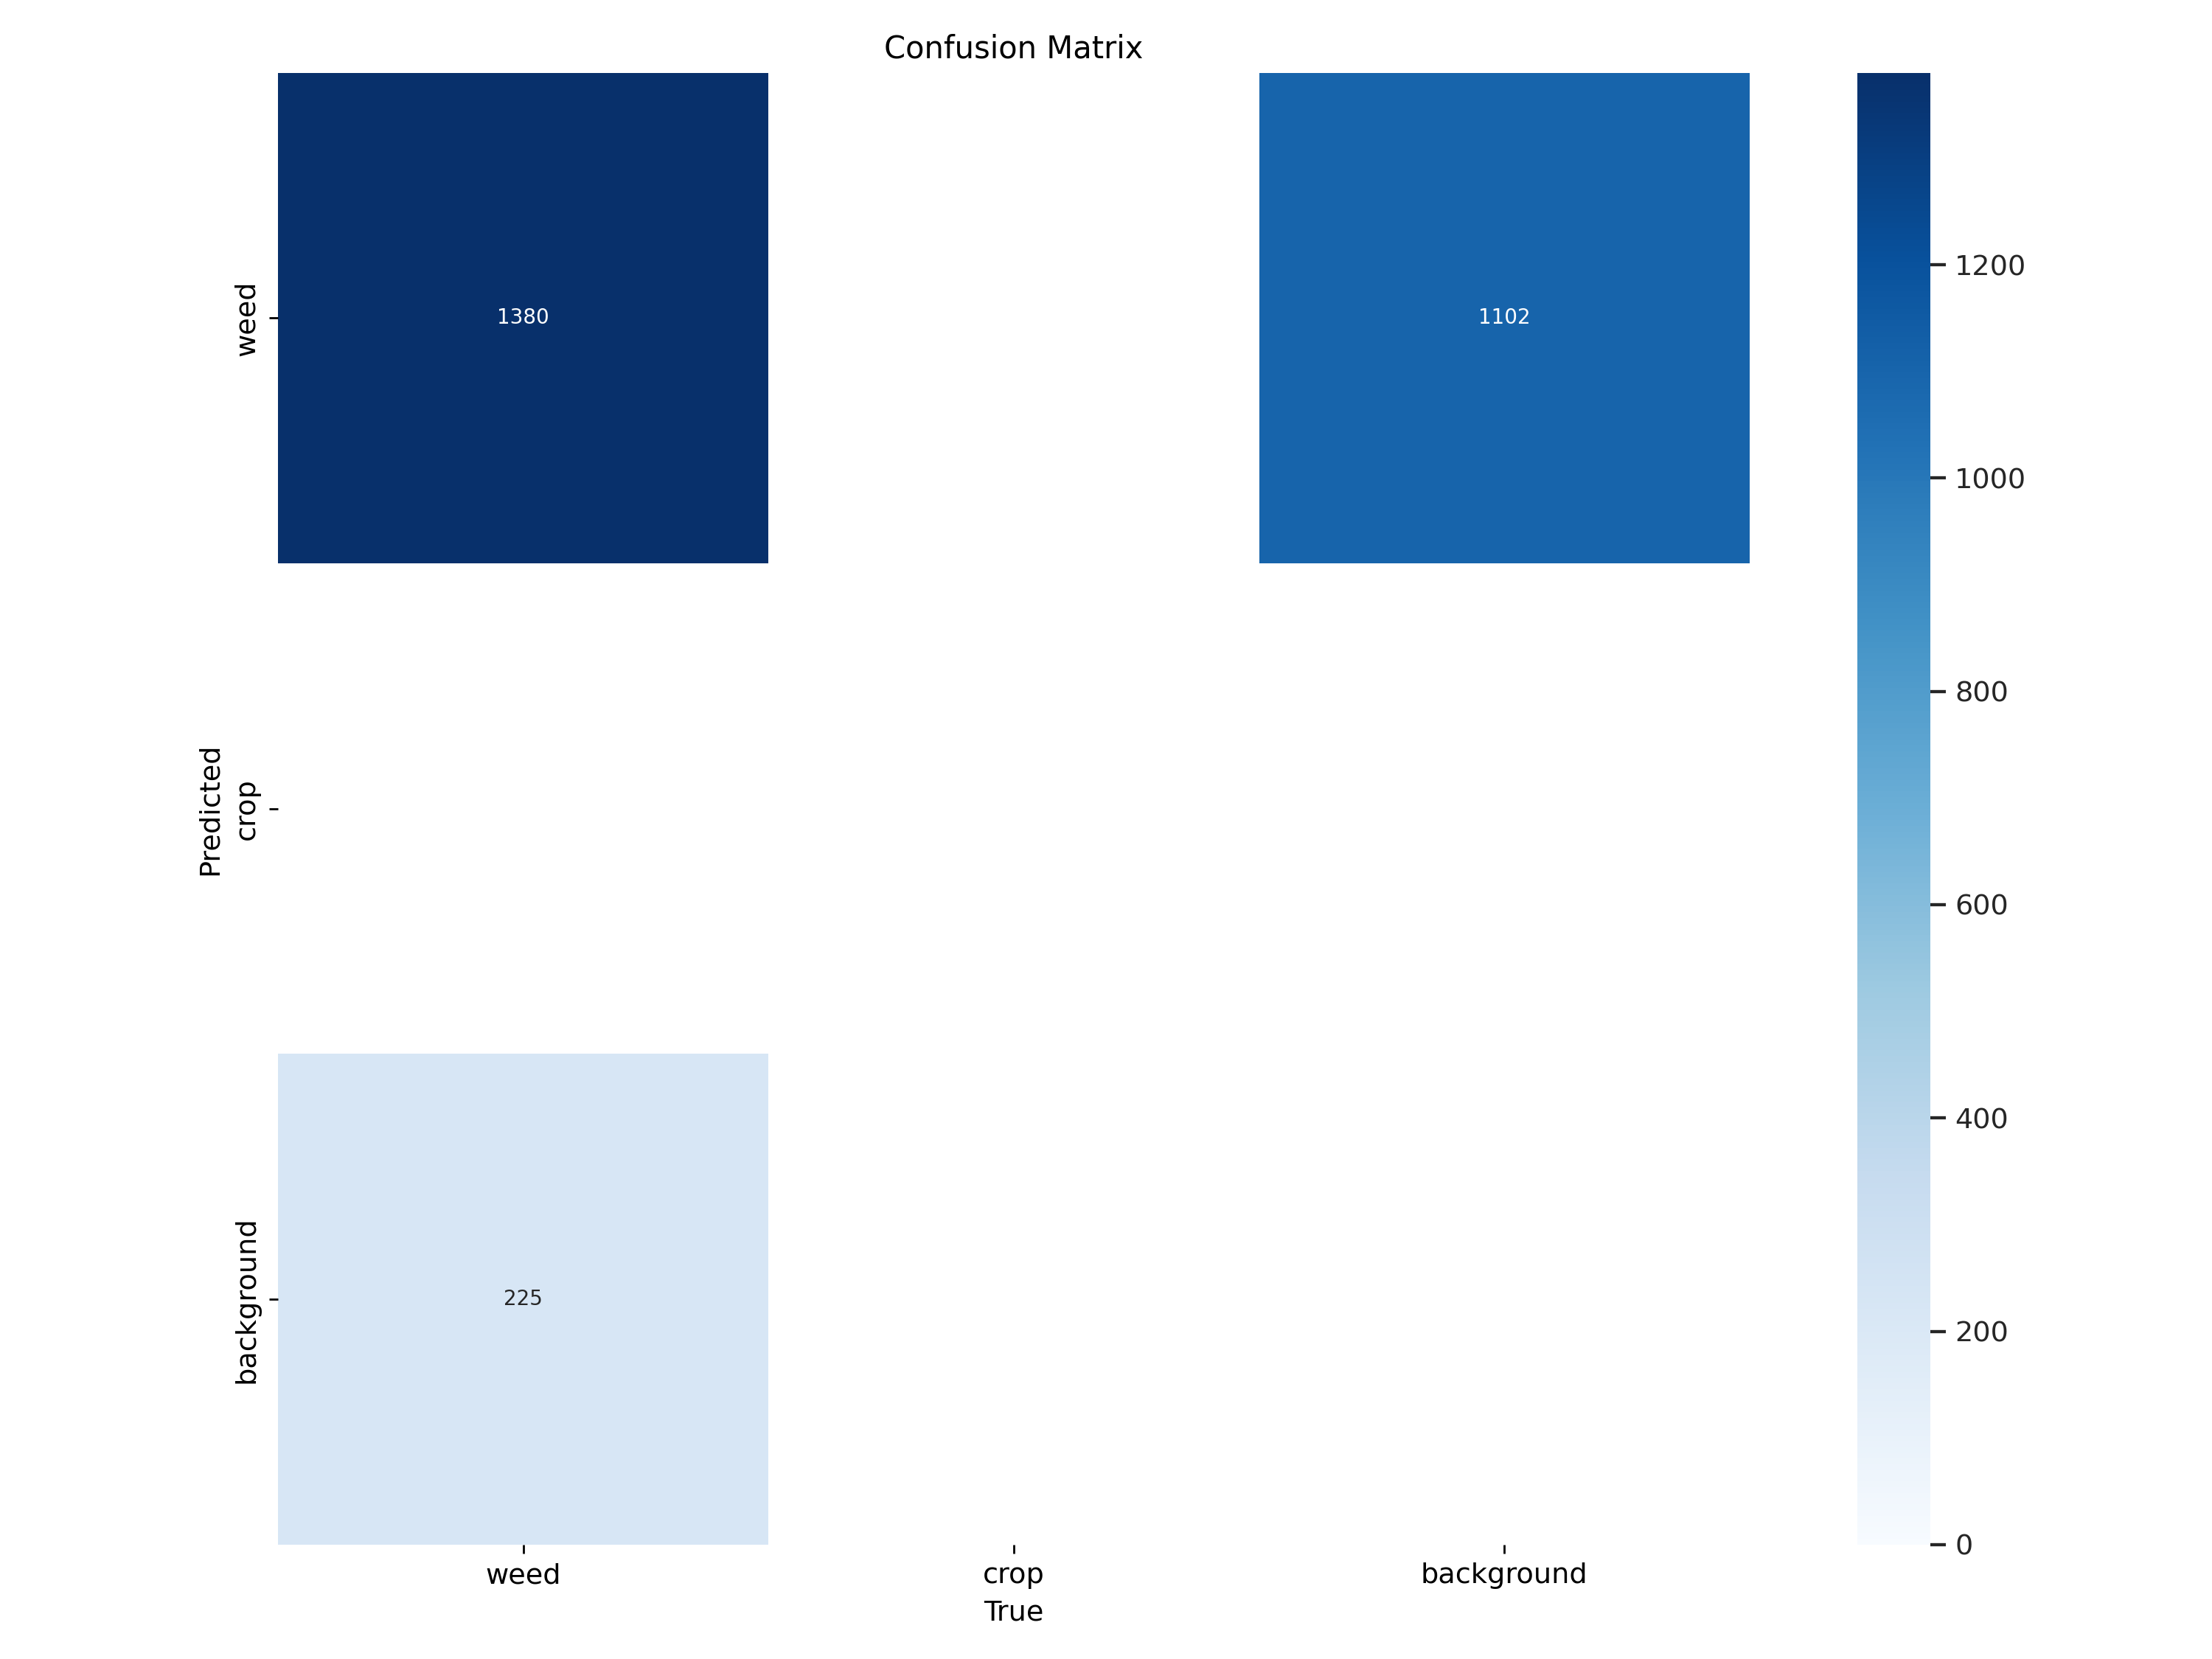 Confusion Matrix
weed
crop
background
Predicted
1380
1102
225
weed
crop
background
True
1200
1000
800
600
400
200
0